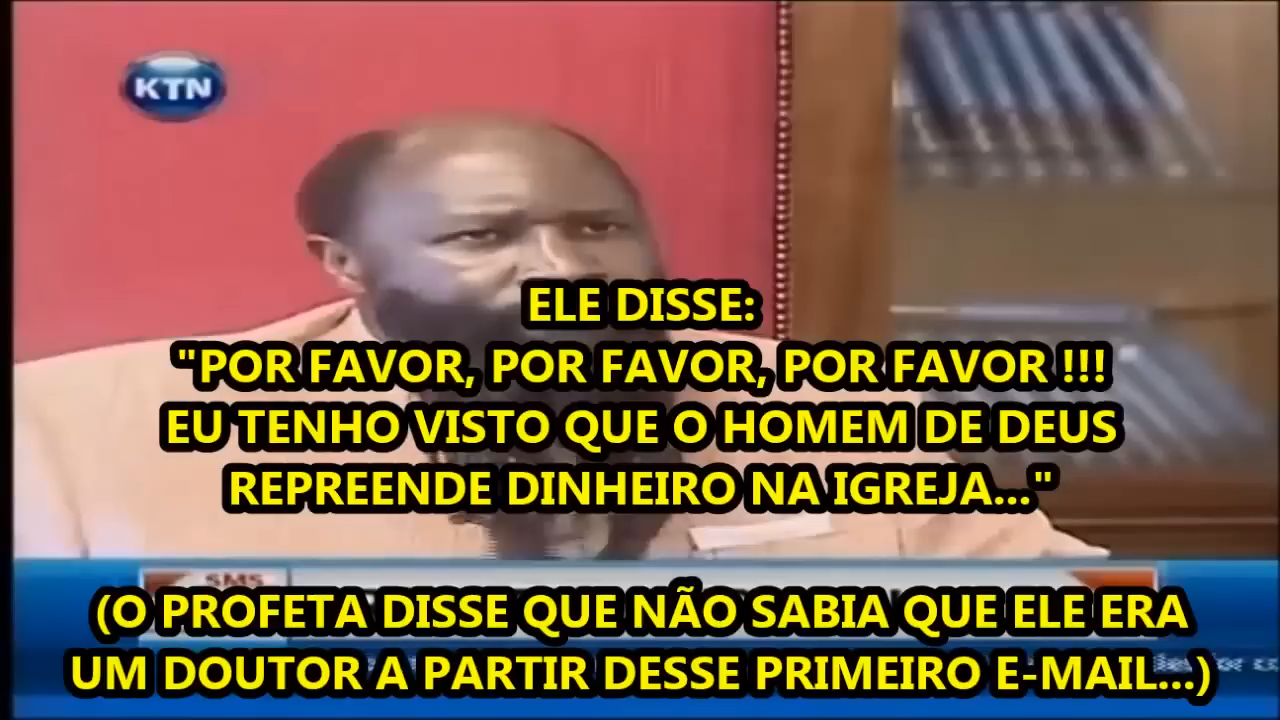 KTN
ELE DISSE:
"POR FAVOR, POR FAVOR, POR FAVOR !!!
EU TENHO VISTO QUE O HOMEM DE DEUS
REPREENDE DINHEIRO NA IGREJA..."
SMS
(O PROFETA DISSE QUE NÃO SABIA QUE ELE ERA
UM DOUTOR A PARTIR DESSE PRIMEIRO E-MAIL...)